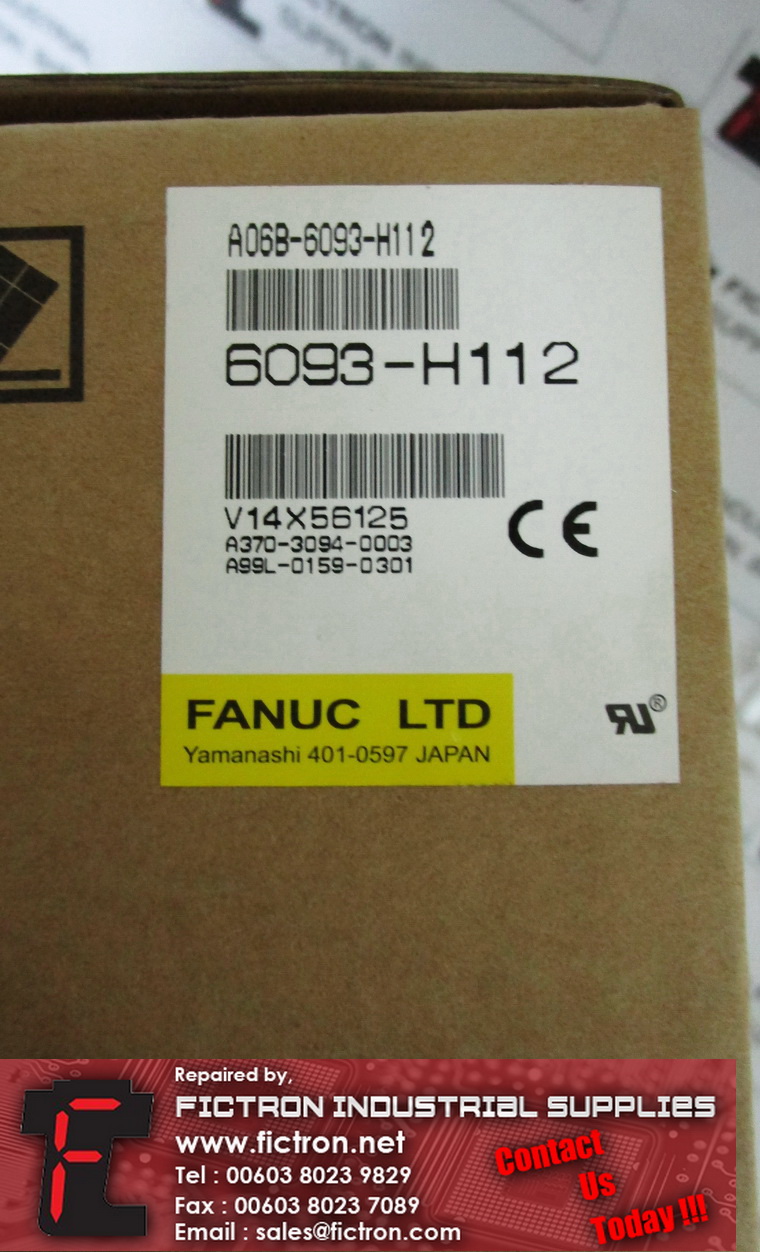 A06B-6093-H112
6093-H112
V14X56125
A370-3094-0003
A99L-0159-0301
CE
FANUC LTD
Yamanashi 401-0597 JAPAN
Repaired by,
FICTRON INDUSTRIAL SUPPLIES
www.fictron.net
Tel : 00603 8023 9829
Fax : 00603 8023 7089
Email : sales@fictron.com
Contact
Us
Today !!!